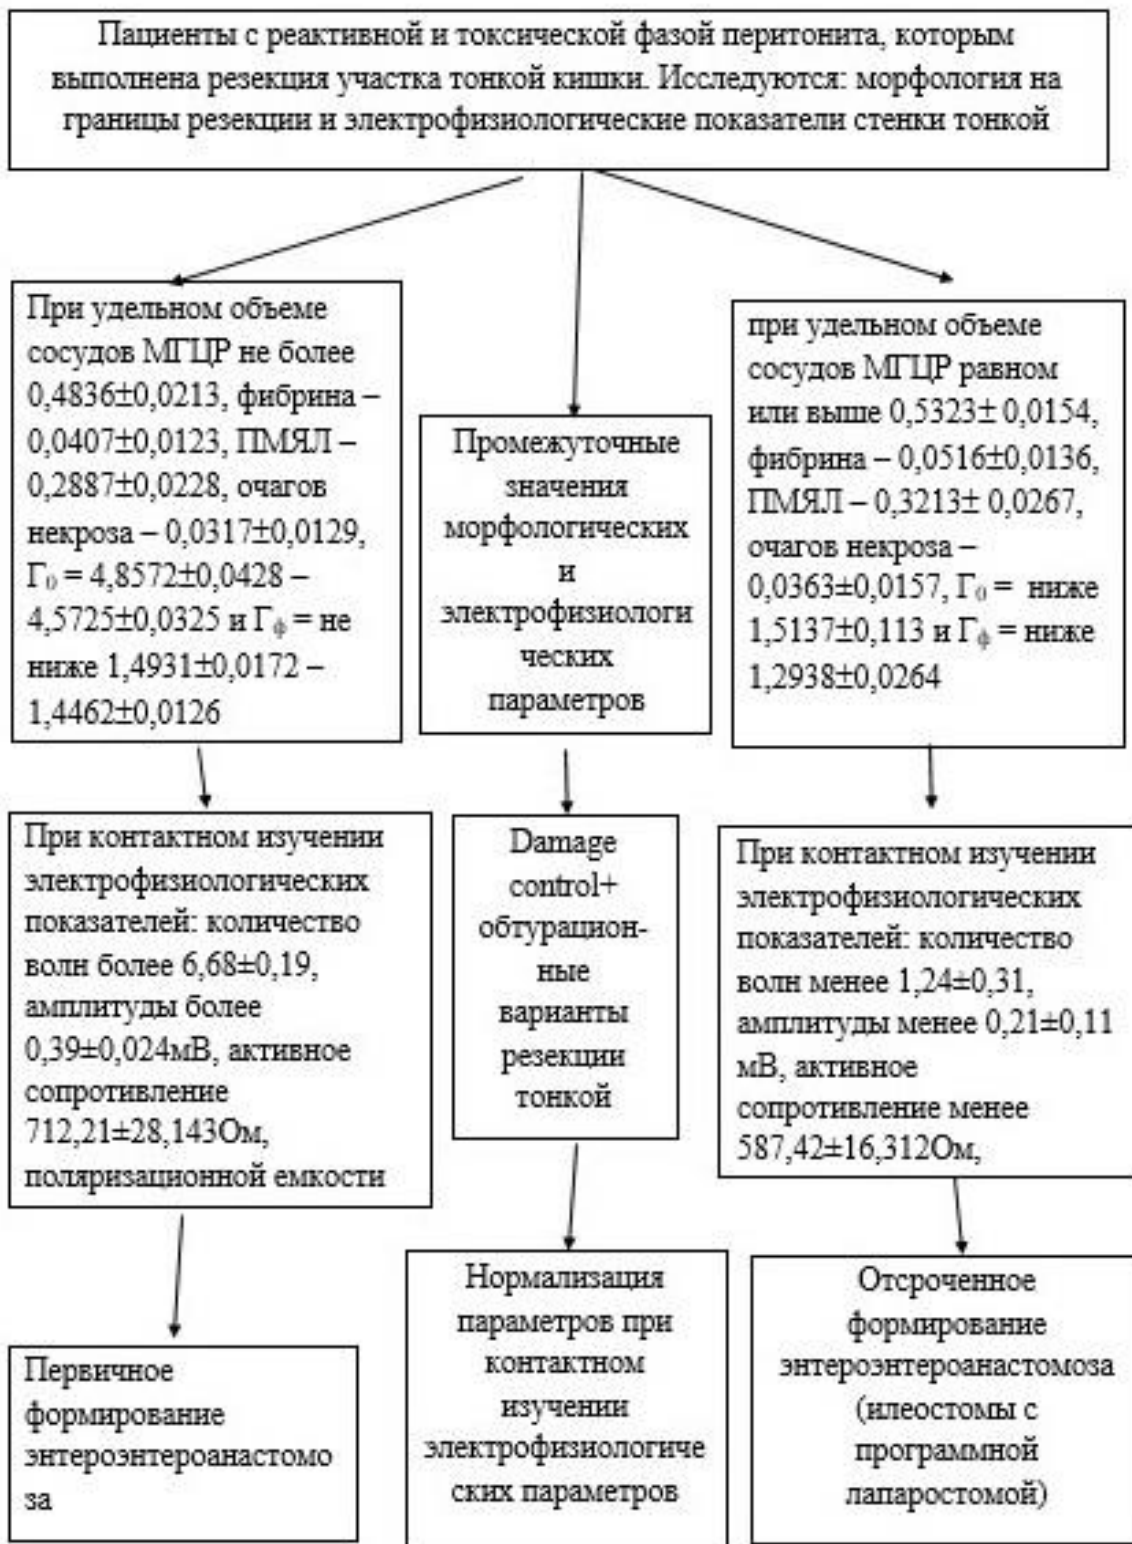 Пациенты с реактивной и токсической фазой перитонита, которым
выполнена резекция участка тонкой кишки. Исследуются: морфология на
границы резекции и электрофизиологические показатели стенки тонкой
При удельном объеме
сосудов МГЦР не более
0,4836±0,0213, фибрина –
0,0407±0,0123, ПМЯЛ –
0,2887±0,0228, очагов
некроза – 0,0317±0,0129,
Г₀ = 4,8572±0,0428 –
4,5725±0,0325 и Гф = не
ниже 1,4931±0,0172 –
1,4462±0,0126
Промежуточные
значения
морфологических
и
электрофизиологи
ческих
параметров
при удельном объеме
сосудов МГЦР равном
или выше 0,5323± 0,0154,
фибрина – 0,0516±0,0136,
ПМЯЛ – 0,3213± 0,0267,
очагов некроза –
0,0363±0,0157, Г₀ = ниже
1,5137±0,113 и Гф = ниже
1,2938±0,0264
При контактном изучении
электрофизиологических
показателей: количество
волн более 6,68±0,19,
амплитуды более
0,39±0,024мВ, активное
сопротивление
712,21±28,143Ом,
поляризационной емкости
Damage
control+
обтурацион-
ные
варианты
резекции
тонкой
При контактном изучении
электрофизиологических
показателей: количество
волн менее 1,24±0,31,
амплитуды менее 0,21±0,11
мВ, активное
сопротивление менее
587,42±16,312Ом,
Первичное
формирование
энтероэнтероанастомо
за
Нормализация
параметров при
контактном
изучении
электрофизиологиче
ских параметров
Отсроченное
формирование
энтероэнтероанастомоза
(илеостомы с
программной
лапаростомой)